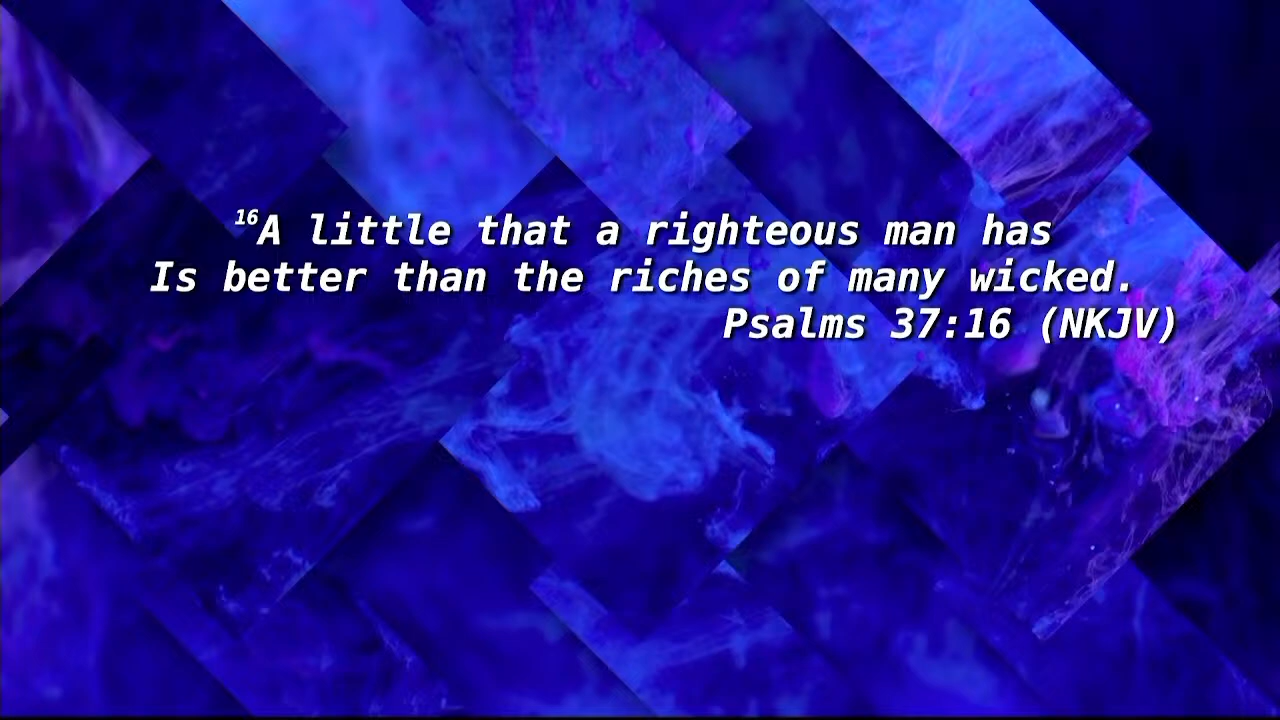 16A little that a righteous man has
Is better than the riches of many wicked.
Psalms 37:16 (NKJV)